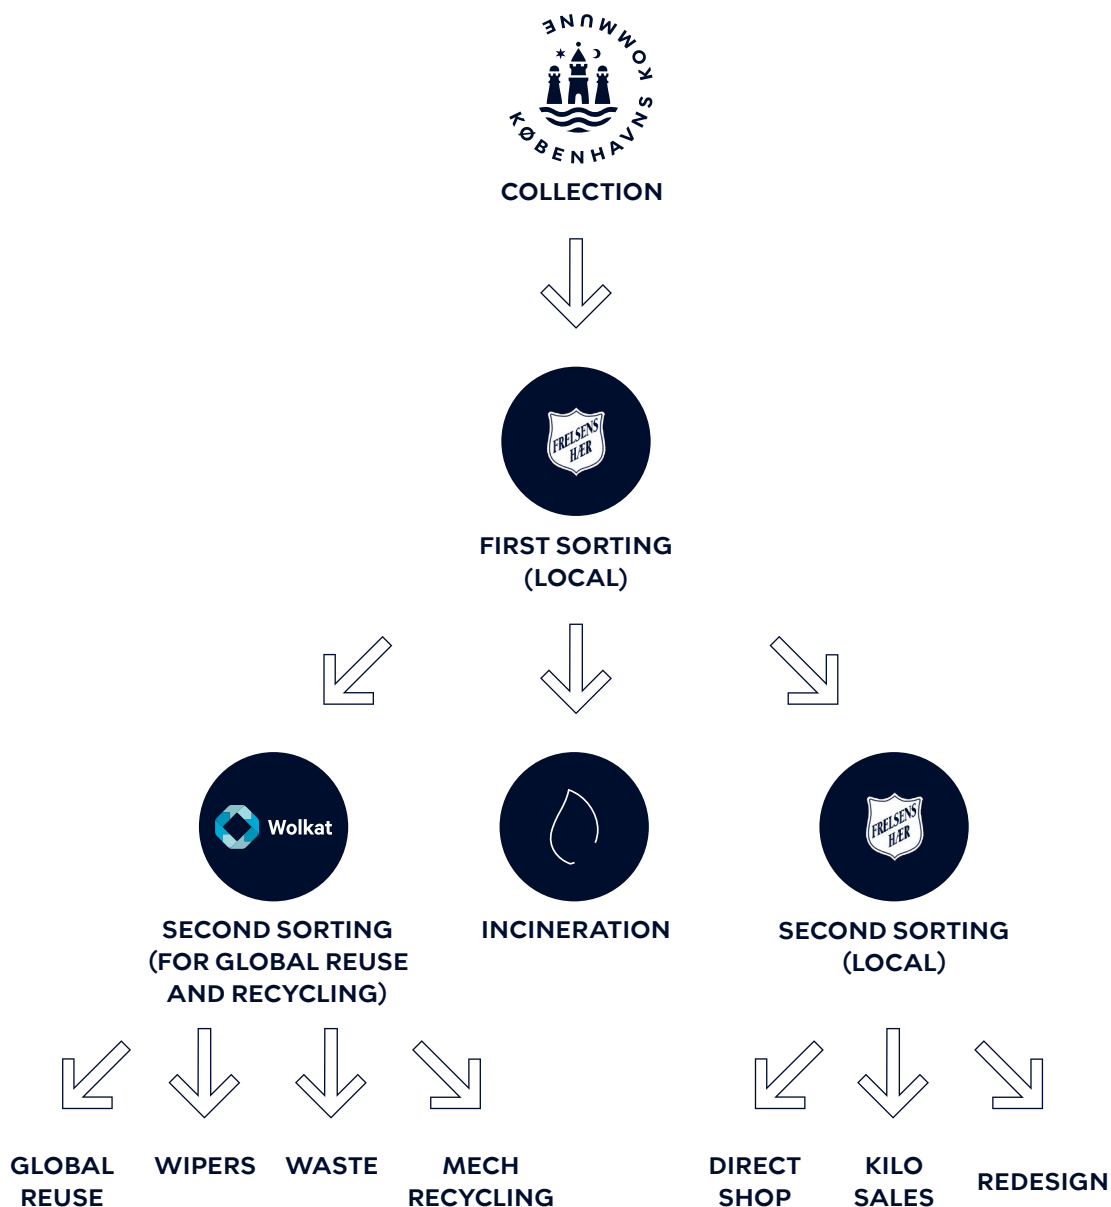 KØBENHAVNS KOMMUNE
COLLECTION
FRELSENS
HÆR
FIRST SORTING
(LOCAL)
Wolkat
SECOND SORTING
(FOR GLOBAL REUSE
AND RECYCLING)
INCINERATION
FRELSENS
HÆR
SECOND SORTING
(LOCAL)
GLOBAL
REUSE
WIPERS
WASTE
MECH
RECYCLING
DIRECT
SHOP
KILO
SALES
REDESIGN